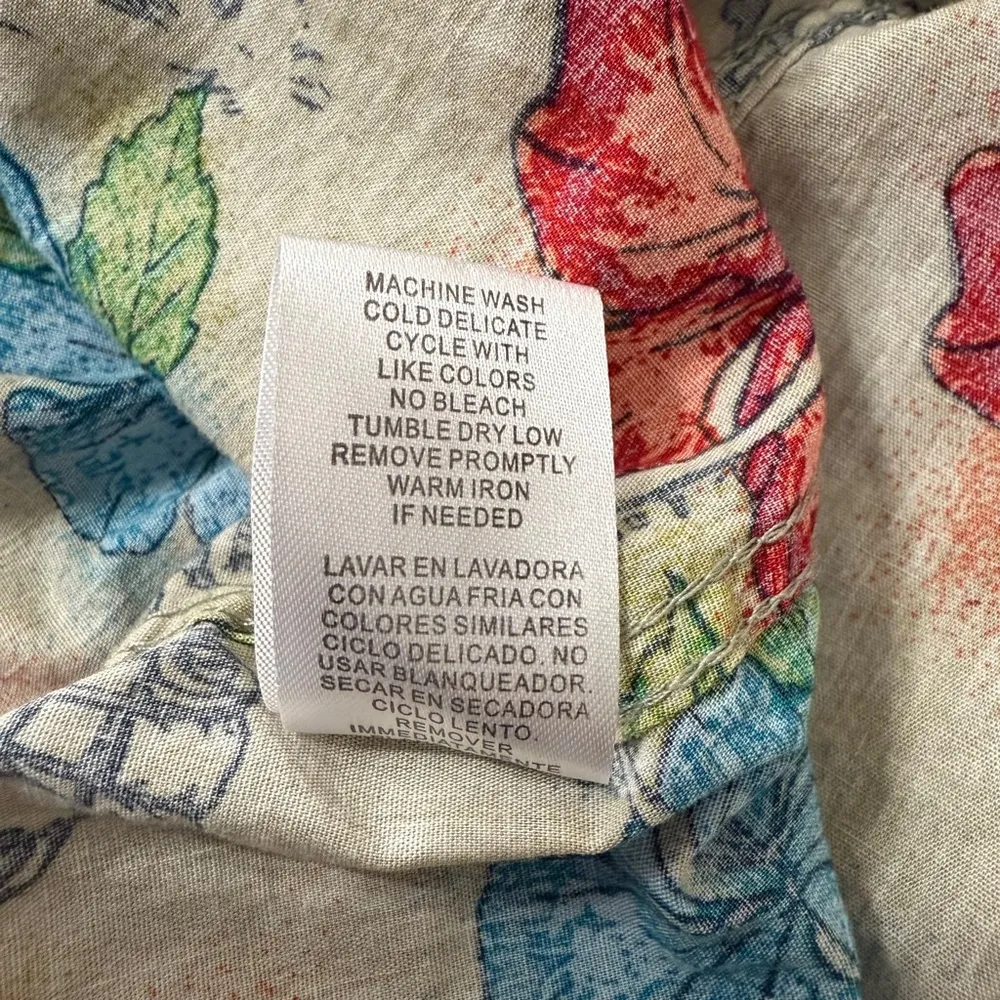 MACHINE WASH
COLD DELICATE
CYCLE WITH
LIKE COLORS
NO BLEACH
TUMBLE DRY LOW
REMOVE PROMPTLY
WARM IRON
IF NEEDED
LAVAR EN LAVADORA
CON AGUA FRIA CON
COLORES SIMILARES
CICLO DELICADO. NO
USAR BLANQUEADOR.
SECAR EN SECADORA
CICLO LENTO.
REMOVER
IMMEDIATAMENTE